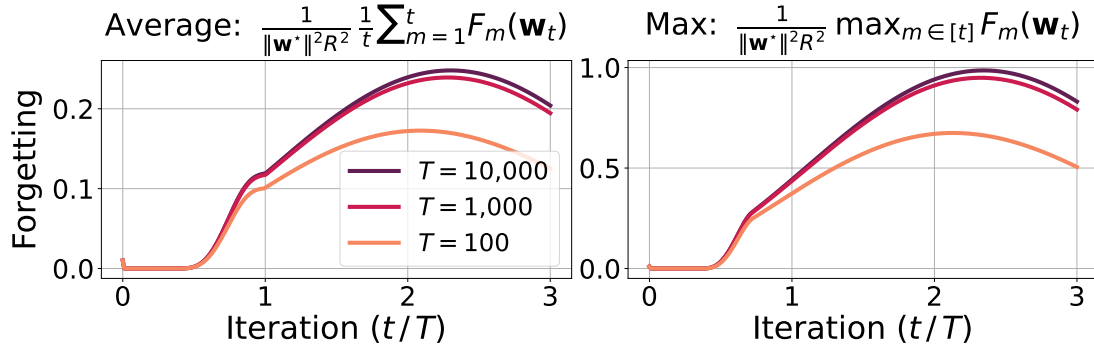 Average: $\frac{1}{\|\mathbf{w}^\star\|^2 R^2} \frac{1}{t} \sum_{m=1}^{t} F_m(\mathbf{w}_t)$
Max: $\frac{1}{\|\mathbf{w}^\star\|^2 R^2} \max_{m \in [t]} F_m(\mathbf{w}_t)$
Forgetting
0.2
0.1
0.0
T = 10,000
T = 1,000
T = 100
0 1 2 3
Iteration (t / T)
1.0
0.5
0.0
0 1 2 3
Iteration (t / T)